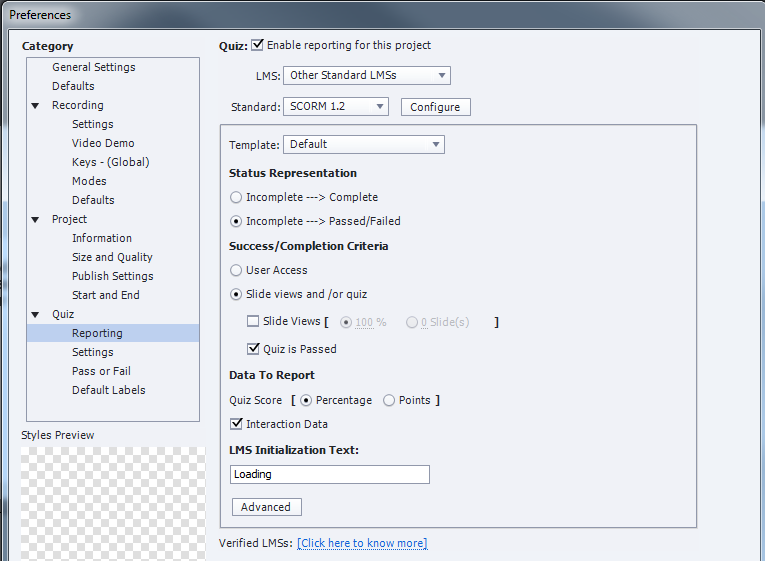 Preferences
Category
General Settings
Defaults
Recording
Settings
Video Demo
Keys - (Global)
Modes
Defaults
Project
Information
Size and Quality
Publish Settings
Start and End
Quiz
Reporting
Settings
Pass or Fail
Default Labels
Styles Preview
Quiz: Enable reporting for this project
LMS: Other Standard LMSs
Standard: SCORM 1.2 Configure
Template: Default
Status Representation
Incomplete ---> Complete
Incomplete ---> Passed/Failed
Success/Completion Criteria
User Access
Slide views and /or quiz
Slide Views [ 100 % 0 Slide(s) ]
Quiz is Passed
Data To Report
Quiz Score [ Percentage Points ]
Interaction Data
LMS Initialization Text:
Loading
Advanced
Verified LMSs: [Click here to know more]